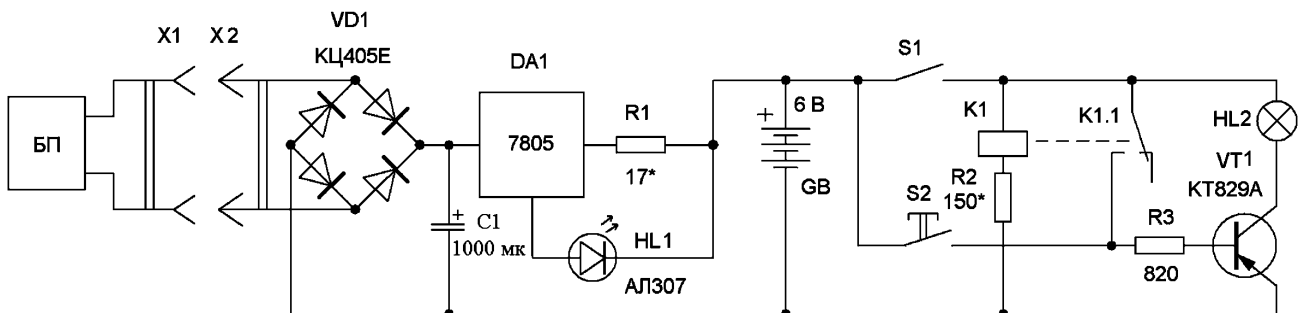 X1
X2
VD1
КЦ405Е
DA1
S1
БП
7805
R1
17*
+
6 В
GB
K1
K1.1
HL2
VT1
КТ829А
S2
R2
150*
R3
820
+
C1
1000 мк
HL1
АЛ307